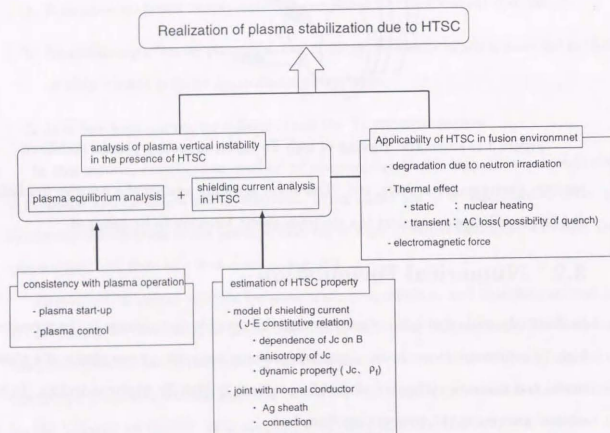 Realization of plasma stabilization due to HTSC
analysis of plasma vertical instability
in the presence of HTSC
plasma equilibrium analysis
shielding current analysis
in HTSC
Applicability of HTSC in fusion environmnet
- degradation due to neutron irradiation
- Thermal effect
・static : nuclear heating
・transient : AC loss( possibility of quench)
- electromagnetic force
consistency with plasma operation
- plasma start-up
- plasma control
estimation of HTSC property
- model of shielding current
( J-E constitutive relation)
・dependence of Jc on B
・anisotropy of Jc
・dynamic property ( Jc、 ρf)
- joint with normal conductor
・Ag sheath
・connection